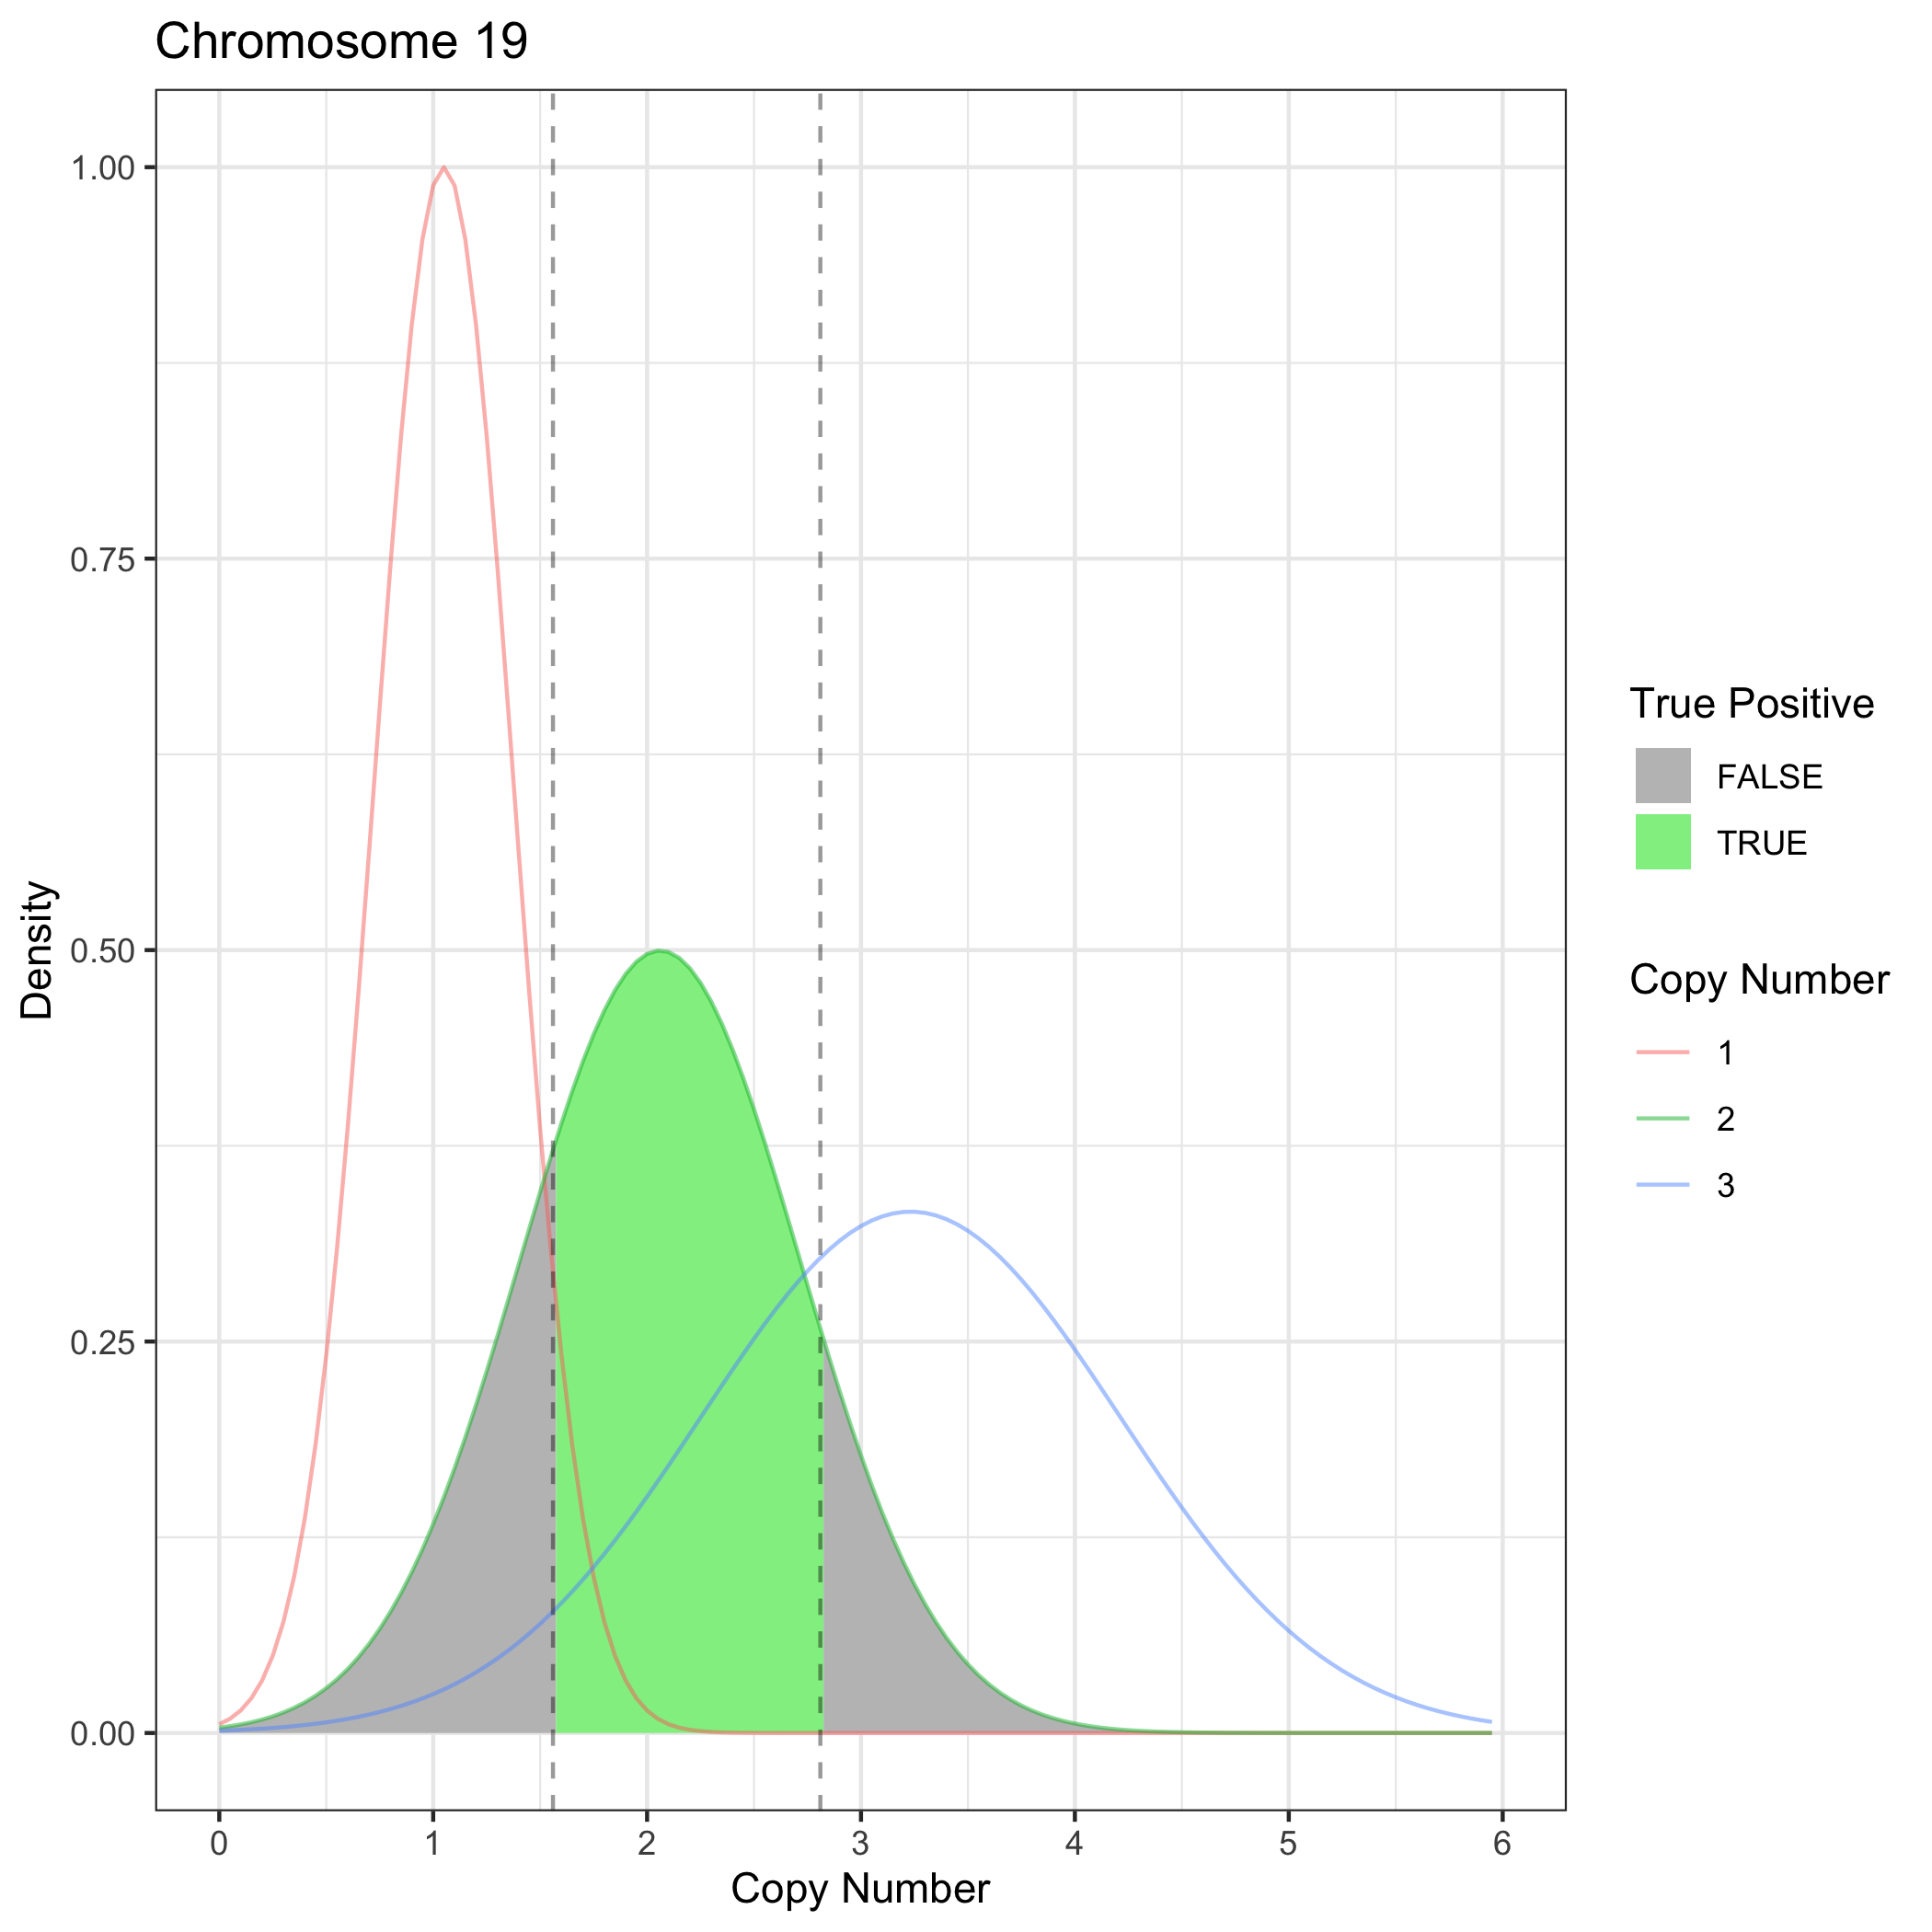 Chromosome 19
1.00
0.75
0.50
0.25
0.00
Density
0 1 2 3 4 5 6
Copy Number
True Positive
FALSE
TRUE
Copy Number
1
2
3